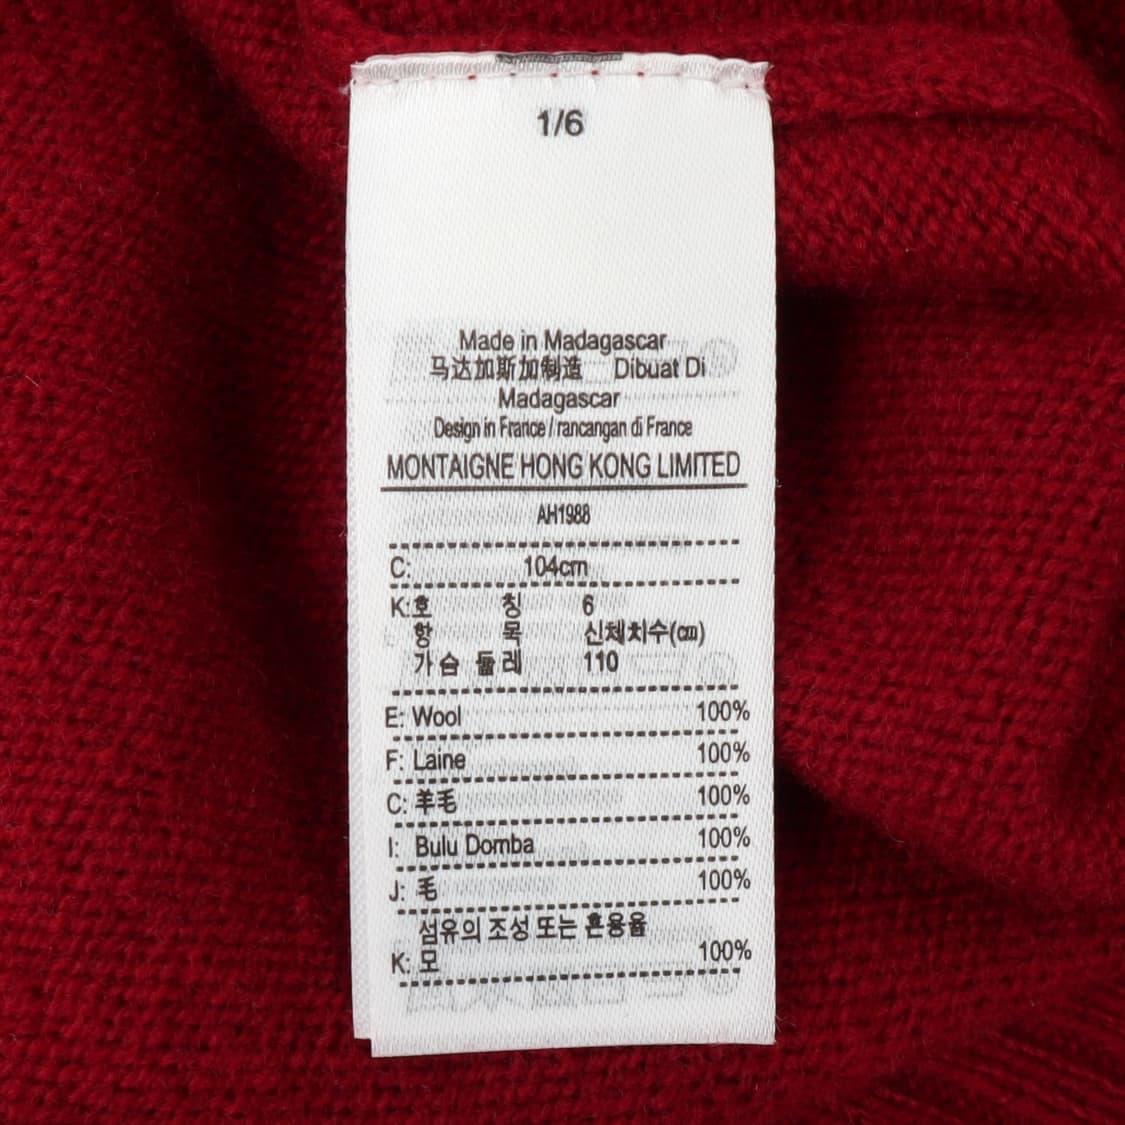 1/6
Made in Madagascar
马达加斯加制造 Dibuat Di
Madagascar
Design in France / rancangan di France
MONTAIGNE HONG KONG LIMITED
AH1988
C: 104cm
K:호 칭 6
항 목 신체치수(㎝)
가슴 둘레 110
E: Wool 100%
F: Laine 100%
C: 羊毛 100%
I: Bulu Domba 100%
J: 毛 100%
섬유의 조성 또는 혼용율
K: 모 100%